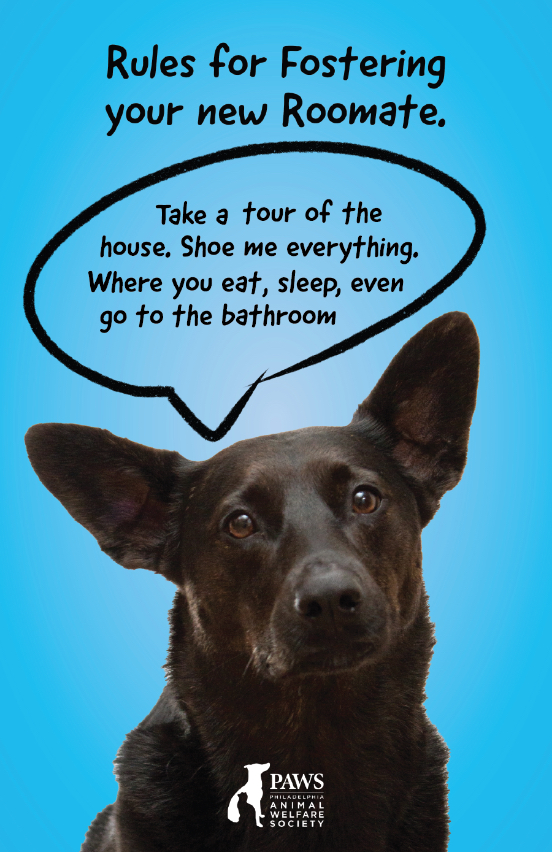 Rules for Fostering
your new Roomate.
Take a tour of the
house. Shoe me everything.
Where you eat, sleep, even
go to the bathroom
PAWS
PHILADELPHIA
ANIMAL
WELFARE
SOCIETY